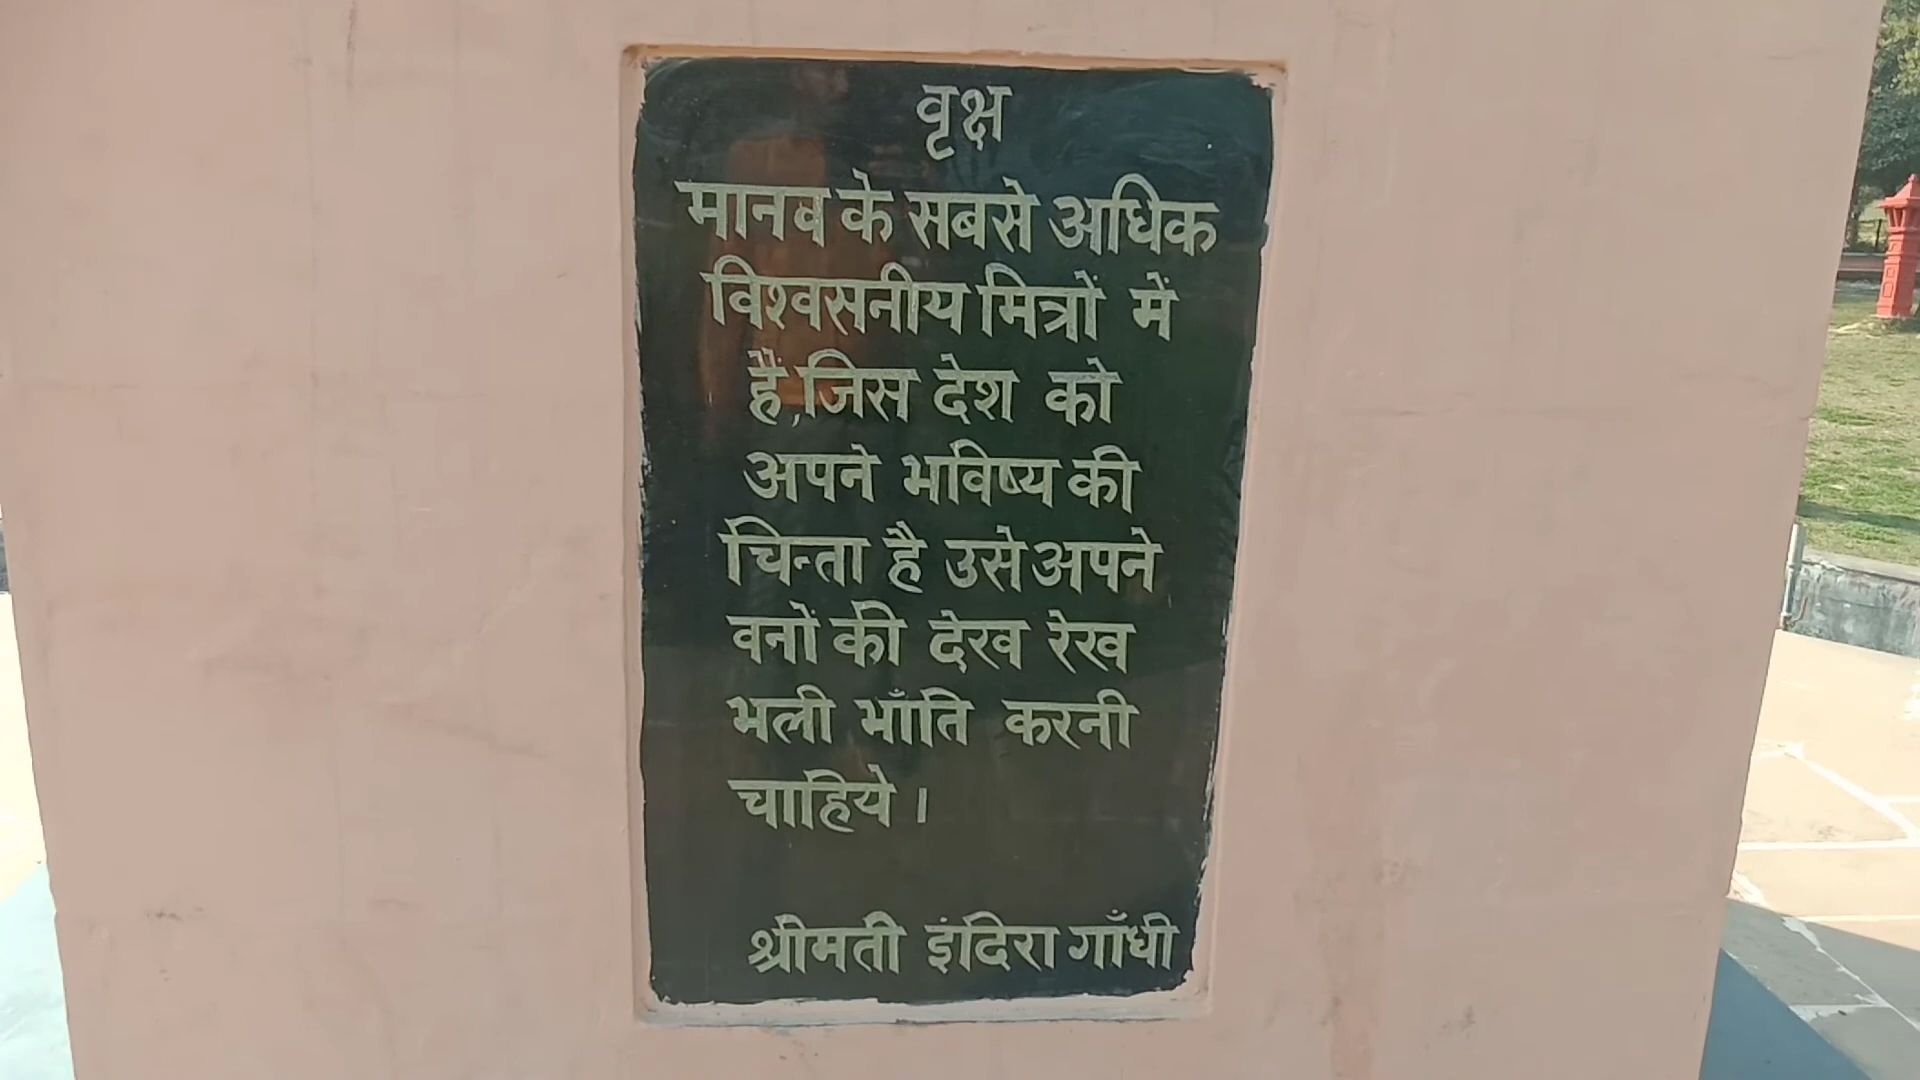 वृक्ष
मानव के सबसे अधिक
विश्वसनीय मित्रों में
हैं,जिस देश को
अपने भविष्य की
चिन्ता है उसे अपने
वनों की देख रेख
भली भाँति करनी
चाहिये ।
श्रीमती इंदिरा गाँधी